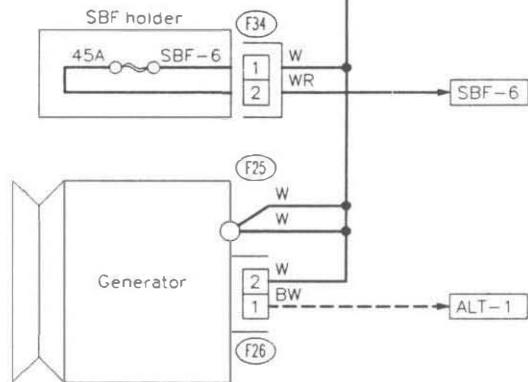 SBF holder
F34
45A SBF-6 1 W
2 WR SBF-6
F25
W
W
Generator 2 W
1 BW ALT-1
F26